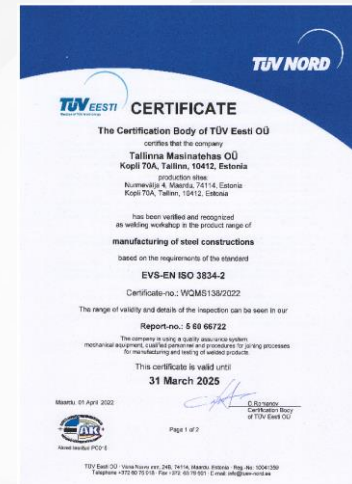 TÜV NORD
TÜV EESTI
CERTIFICATE
The Certification Body of TÜV Eesti OÜ
certifies that the company
Tallinna Masinatehas OÜ
Kopli 70A, Tallinn, 10412, Estonia
production sites:
Nurmevälja 4, Maardu, 74114, Estonia
Kopli 70A, Tallinn, 10412, Estonia
has been verified and recognized
as welding workshop in the product range of
manufacturing of steel constructions
based on the requirements of the standard
EVS-EN ISO 3834-2
Certificate-no.: WQMS138/2022
The range of validity and details of the inspection can be seen in our
Report-no.: 5 60 66722
The company is using a quality assurance system,
mechanical equipment, qualified personnel and procedures for joining processes
for manufacturing and testing of welded products.
This certificate is valid until
31 March 2025
Maardu 01 April 2022
D.Romanov
Certification Body
of TÜV Eesti OÜ
EAK
Page 1 of 2